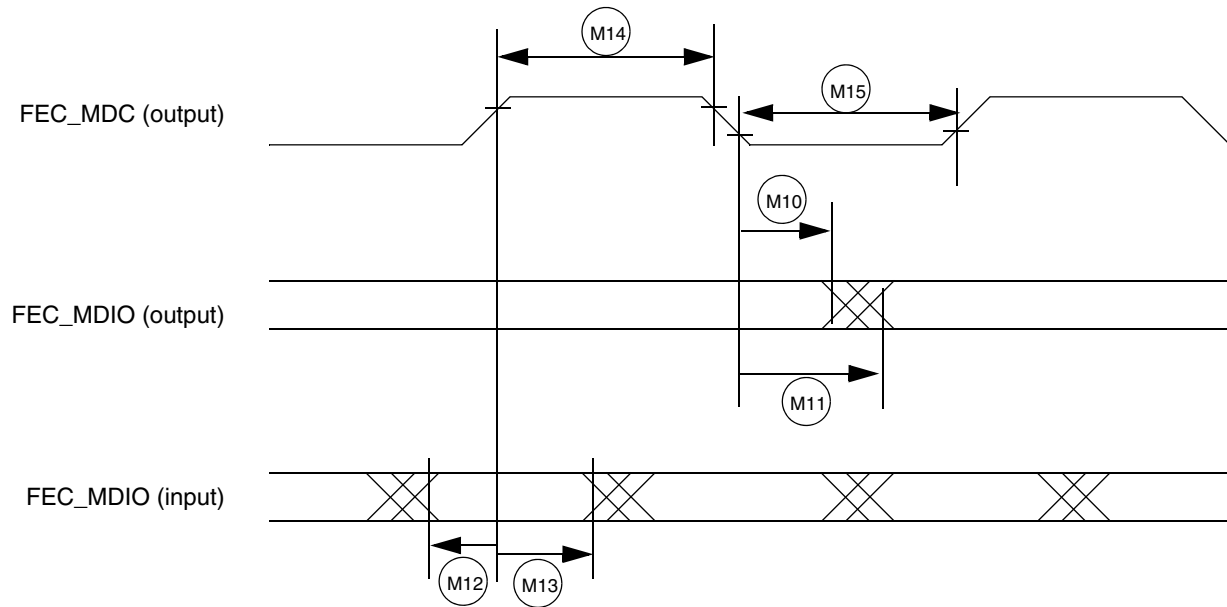 M14
FEC_MDC (output)
M15
M10
FEC_MDIO (output)
M11
FEC_MDIO (input)
M12
M13